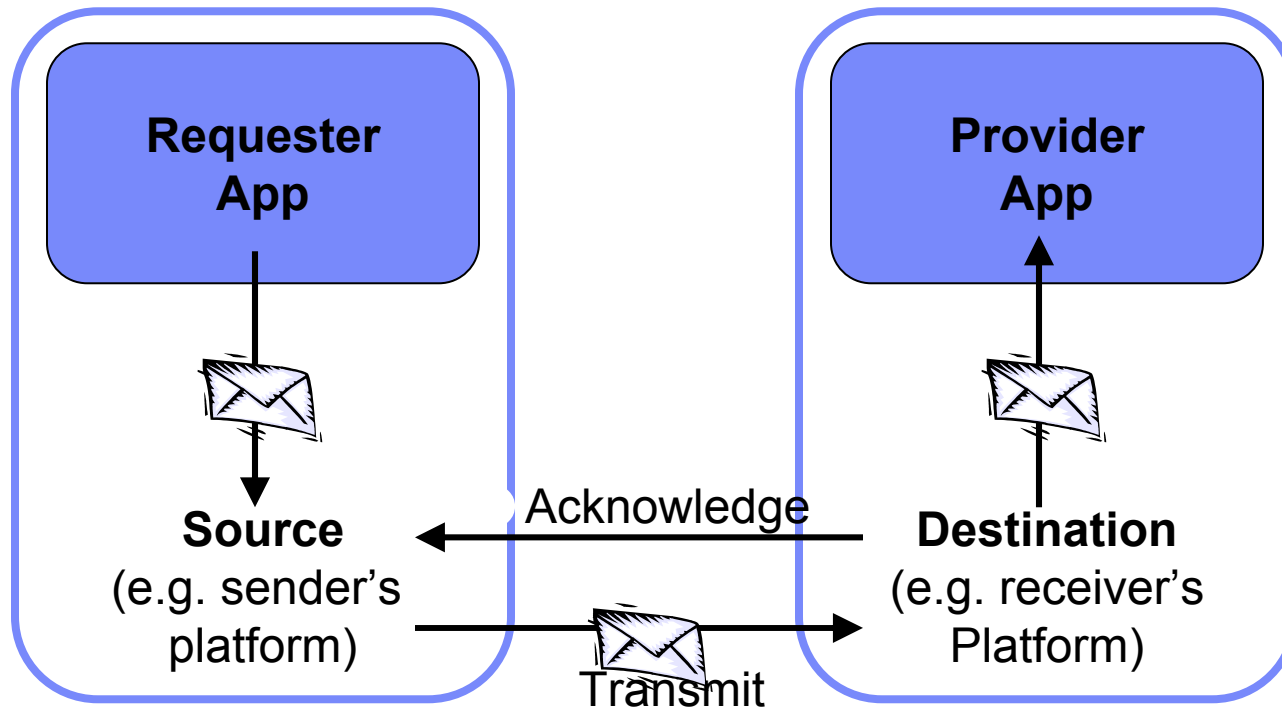 Requester
App
Provider
App
Acknowledge
Source
(e.g. sender’s
platform)
Destination
(e.g. receiver’s
Platform)
Transmit